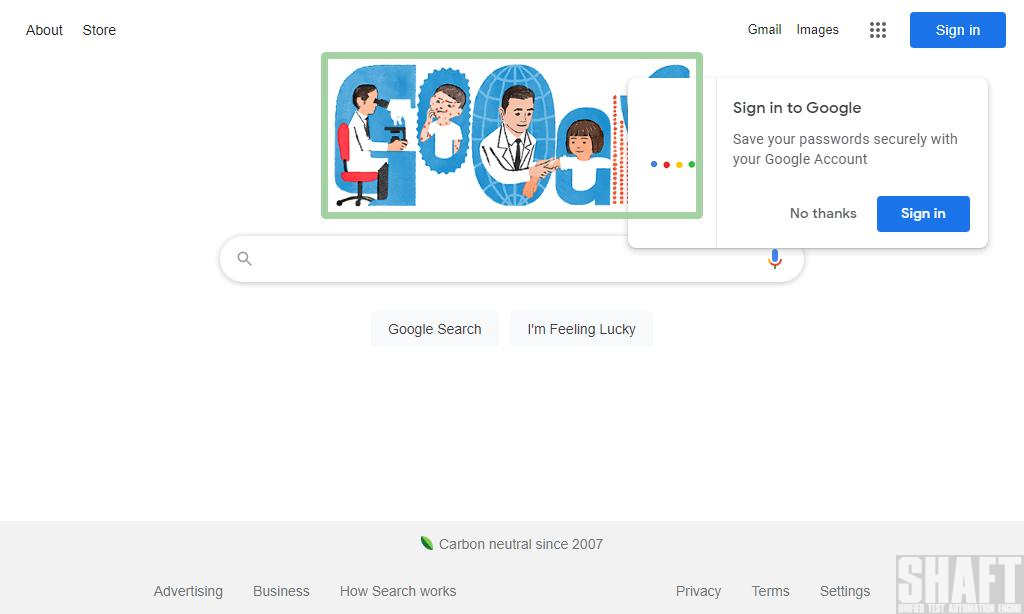 About Store
Gmail Images
Sign in
Sign in to Google
Save your passwords securely with
your Google Account
No thanks Sign in
Google Search I'm Feeling Lucky
Carbon neutral since 2007
Advertising Business How Search works
Privacy Terms Settings
SHAFT
UNIFIED TEST AUTOMATION ENGINE